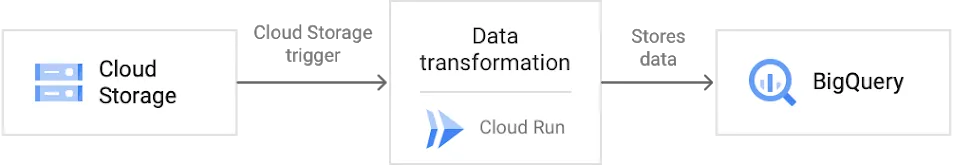 Cloud
Storage
Cloud Storage
trigger
Data
transformation
Cloud Run
Stores
data
BigQuery